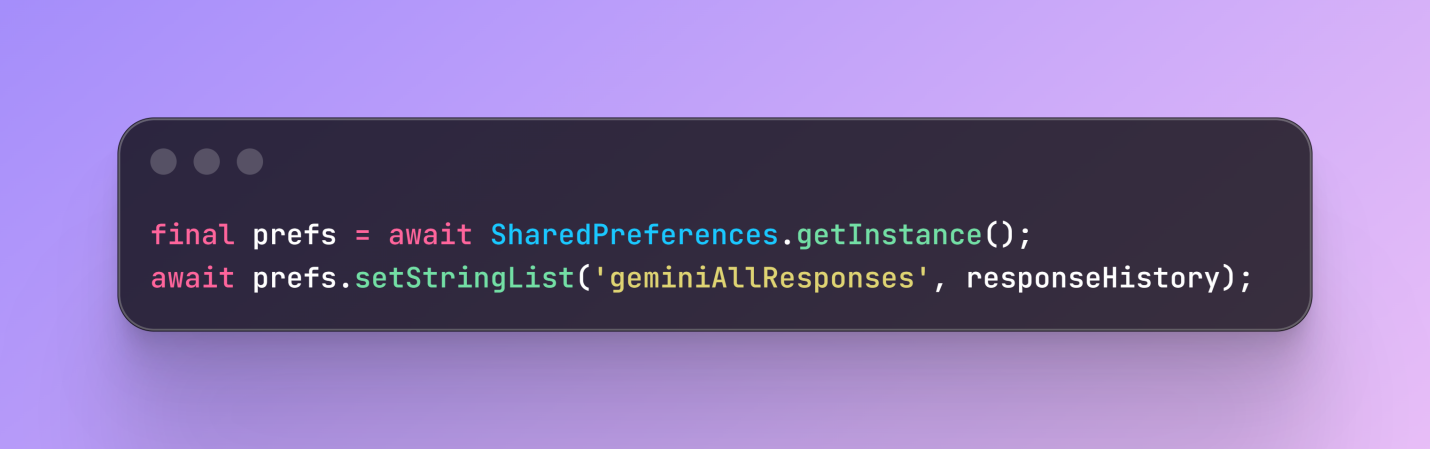 final prefs = await SharedPreferences.getInstance();
await prefs.setStringList('geminiAllResponses', responseHistory);